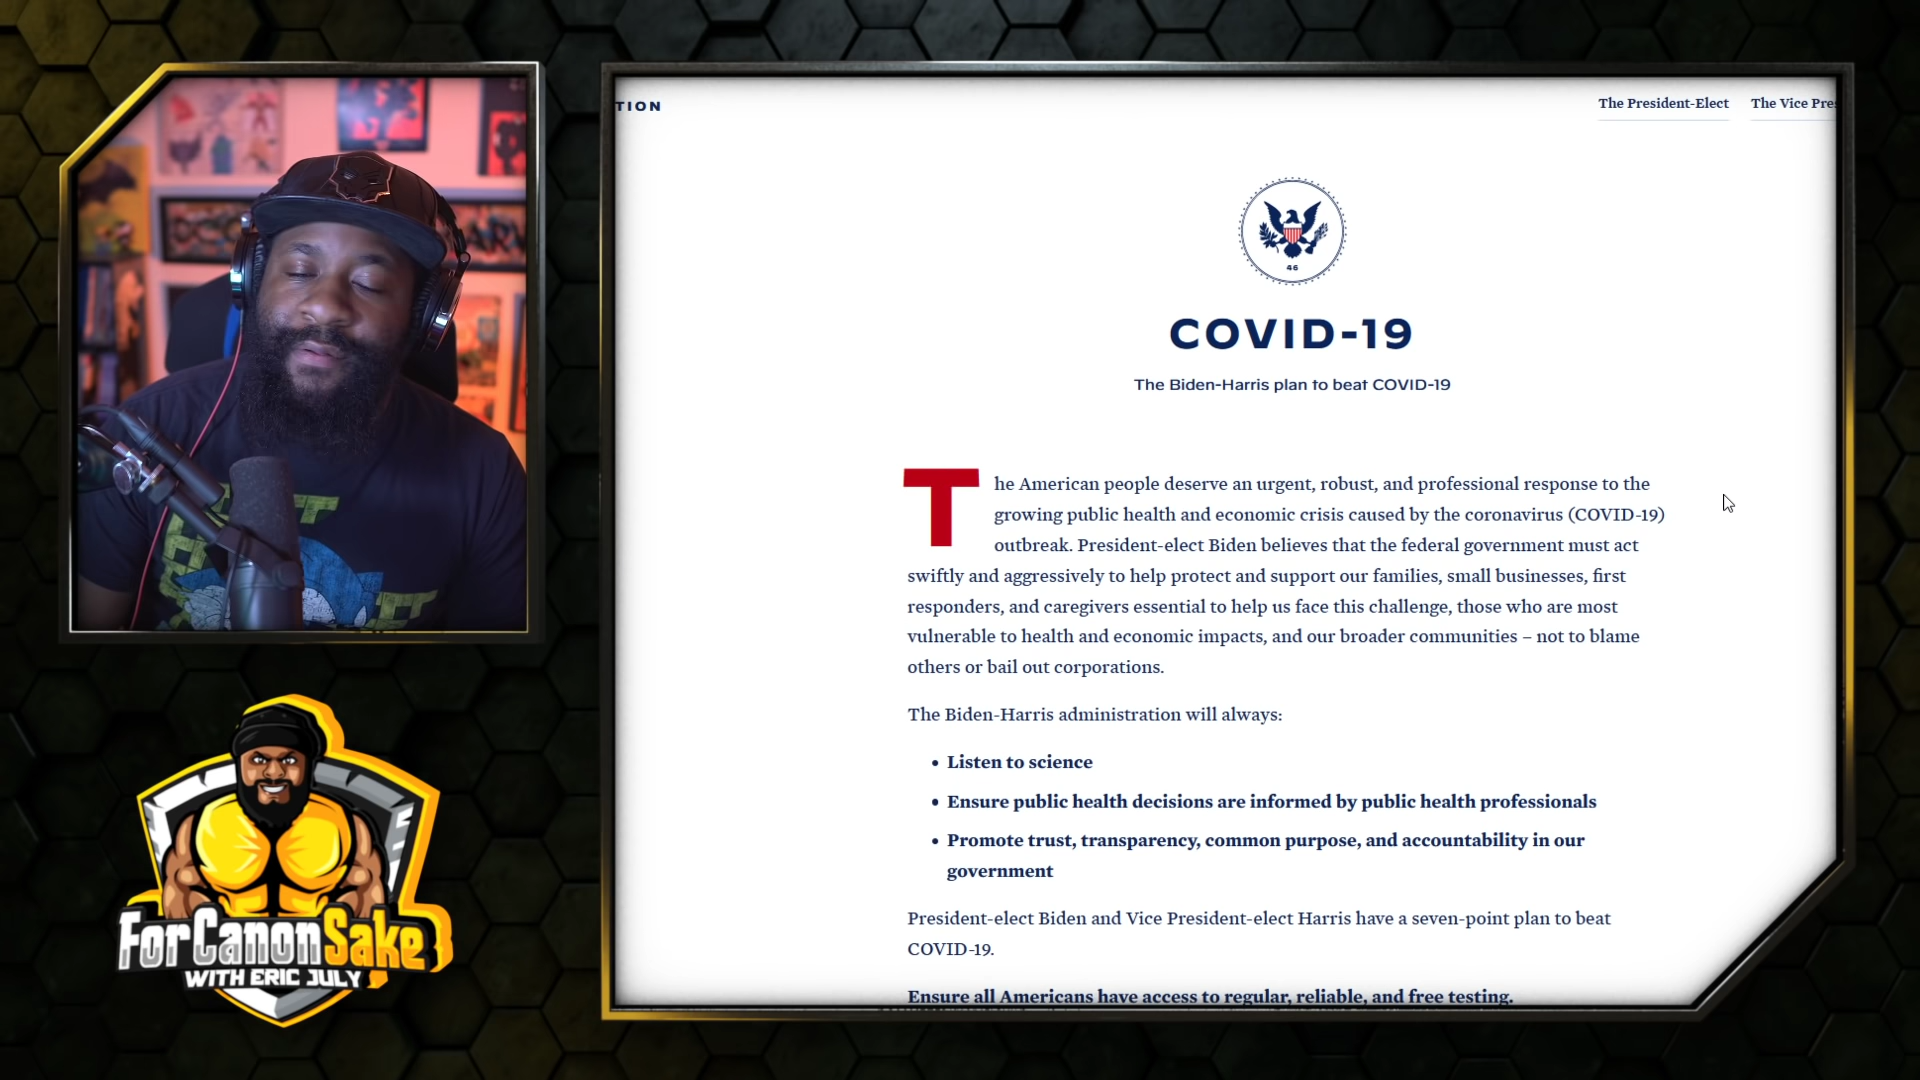 TION
The President-Elect
The Vice Pres
46
COVID-19
The Biden-Harris plan to beat COVID-19
The American people deserve an urgent, robust, and professional response to the
growing public health and economic crisis caused by the coronavirus (COVID-19)
outbreak. President-elect Biden believes that the federal government must act
swiftly and aggressively to help protect and support our families, small businesses, first
responders, and caregivers essential to help us face this challenge, those who are most
vulnerable to health and economic impacts, and our broader communities – not to blame
others or bail out corporations.
The Biden-Harris administration will always:
• Listen to science
• Ensure public health decisions are informed by public health professionals
• Promote trust, transparency, common purpose, and accountability in our
government
President-elect Biden and Vice President-elect Harris have a seven-point plan to beat
COVID-19.
Ensure all Americans have access to regular, reliable, and free testing.
ForCanonSake
WITH ERIC JULY